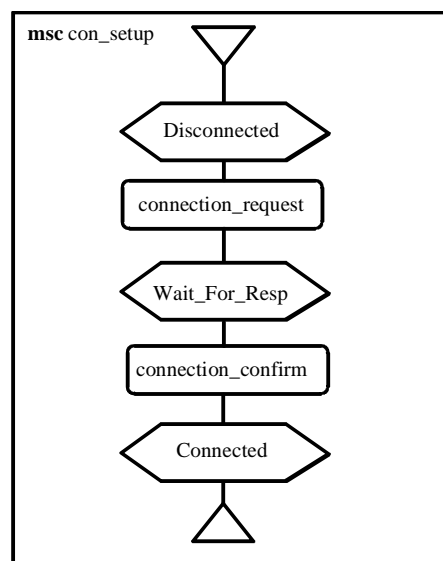 msc con_setup
Disconnected
connection_request
Wait_For_Resp
connection_confirm
Connected